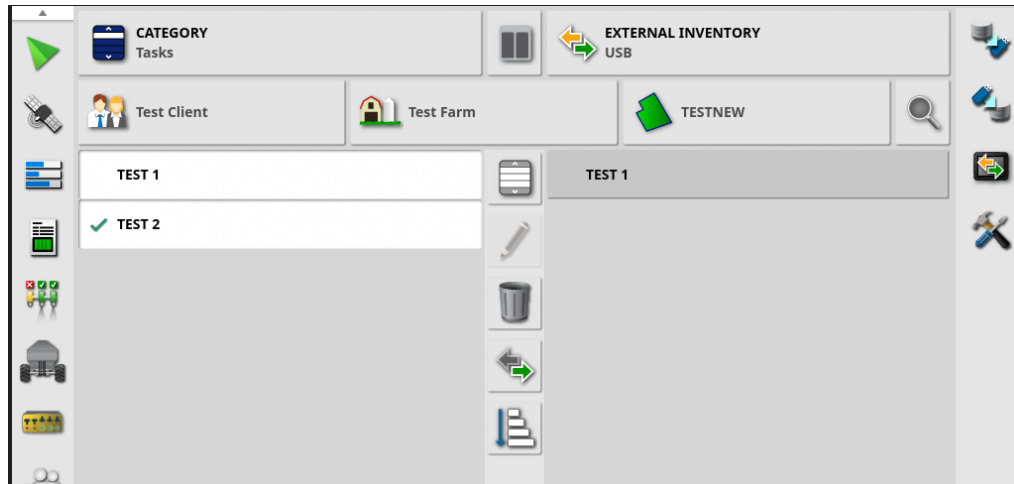 CATEGORY
Tasks
EXTERNAL INVENTORY
USB
Test Client
Test Farm
TESTNEW
TEST 1
TEST 1
TEST 2